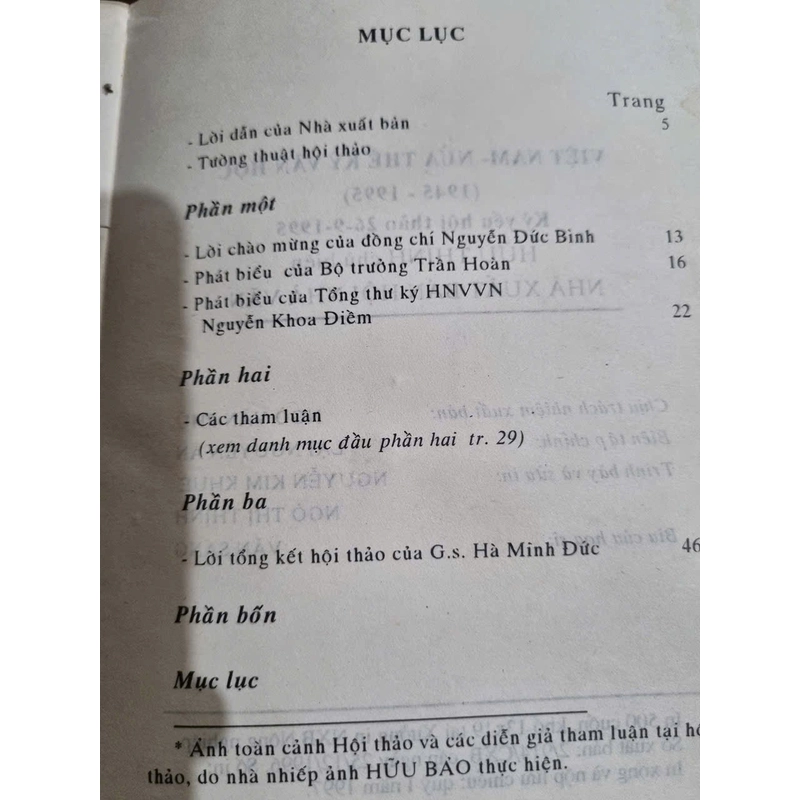 MỤC LỤC
Trang
- Lời dẫn của Nhà xuất bản 5
- Tường thuật hội thảo
Phần một
- Lời chào mừng của đồng chí Nguyễn Đức Bình 13
- Phát biểu của Bộ trưởng Trần Hoàn 16
- Phát biểu của Tổng thư ký HNVVN
Nguyễn Khoa Điềm 22
Phần hai
- Các tham luận
(xem danh mục đầu phần hai tr. 29)
Phần ba
- Lời tổng kết hội thảo của G.s. Hà Minh Đức 46
Phần bốn
Mục lục
* Ảnh toàn cảnh Hội thảo và các diễn giả tham luận tại hộ
thảo, do nhà nhiếp ảnh HỮU BẢO thực hiện.